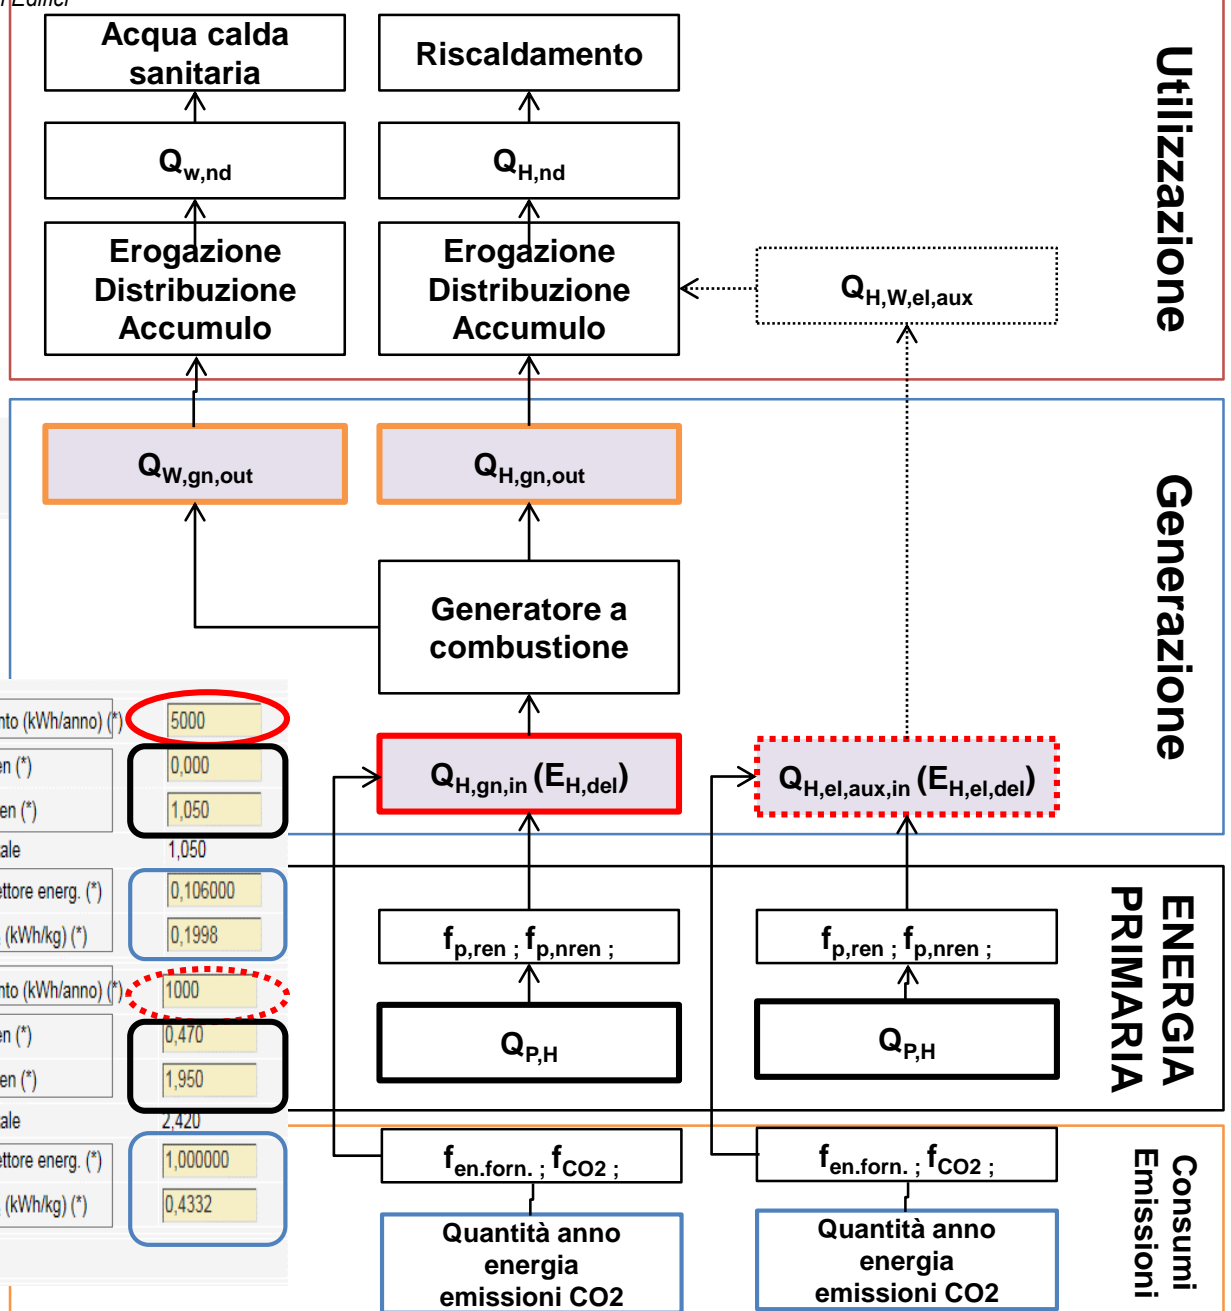 Edifici
Acqua calda
sanitaria
Riscaldamento
Utilizzazione
Qw,nd
QH,nd
Erogazione
Distribuzione
Accumulo
Erogazione
Distribuzione
Accumulo
QH,W,el,aux
QW,gn,out
QH,gn,out
Generazione
Generatore a
combustione
nto (kWh/anno) (*)
5000
en (*)
0,000
en (*)
1,050
ale
1,050
ettore energ. (*)
0,106000
(kWh/kg) (*)
0,1998
nto (kWh/anno) (*)
1000
en (*)
0,470
en (*)
1,950
ale
2,420
ettore energ. (*)
1,000000
(kWh/kg) (*)
0,4332
QH,gn,in (EH,del)
QH,el,aux,in (EH,el,del)
fp,ren ; fp,nren ;
fp,ren ; fp,nren ;
ENERGIA
PRIMARIA
QP,H
QP,H
fen.forn. ; fCO2 ;
fen.forn. ; fCO2 ;
Consumi
Emissioni
Quantità anno
energia
emissioni CO2
Quantità anno
energia
emissioni CO2